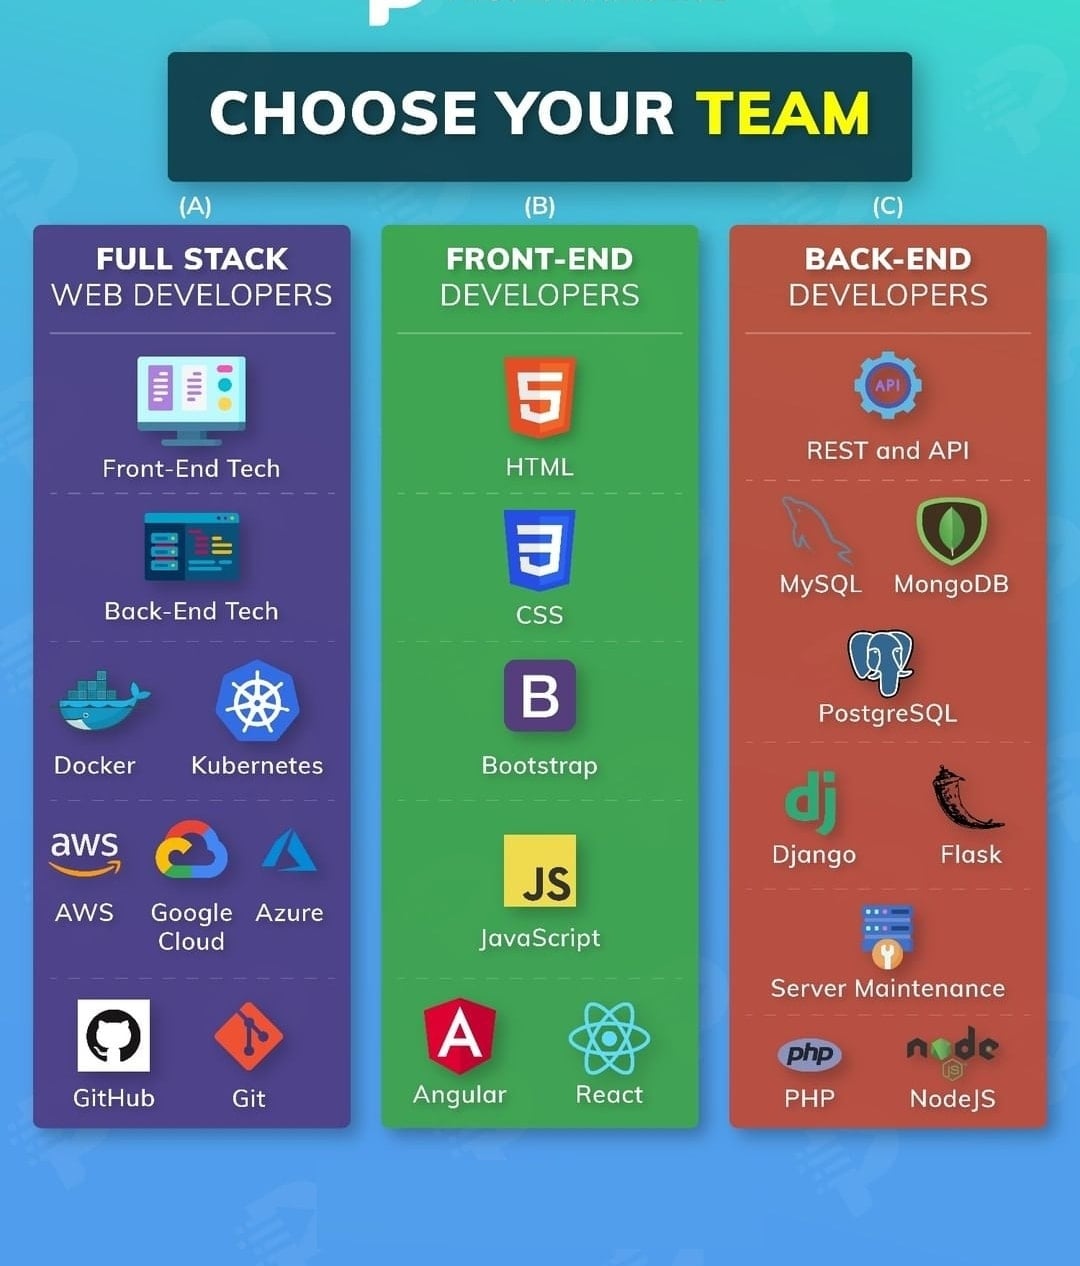 CHOOSE YOUR TEAM
(A)
FULL STACK
WEB DEVELOPERS
Front-End Tech
Back-End Tech
Docker
Kubernetes
aws
AWS
Google
Cloud
Azure
GitHub
Git
(B)
FRONT-END
DEVELOPERS
5
HTML
3
CSS
B
Bootstrap
JS
JavaScript
A
Angular
React
(C)
BACK-END
DEVELOPERS
API
REST and API
MySQL
MongoDB
PostgreSQL
dj
Django
Flask
Server Maintenance
php
PHP
node
JS
NodeJS